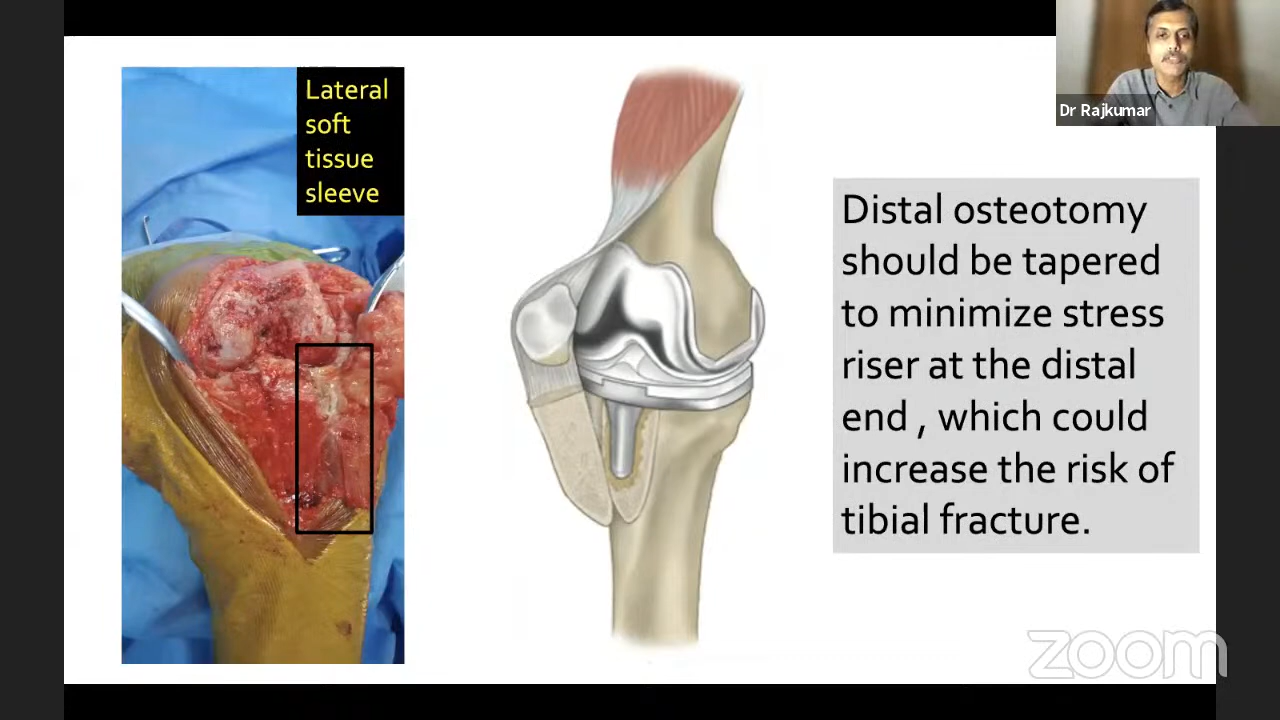 Lateral
soft
tissue
sleeve
Dr Rajkumar
Distal osteotomy
should be tapered
to minimize stress
riser at the distal
end , which could
increase the risk of
tibial fracture.
zoom